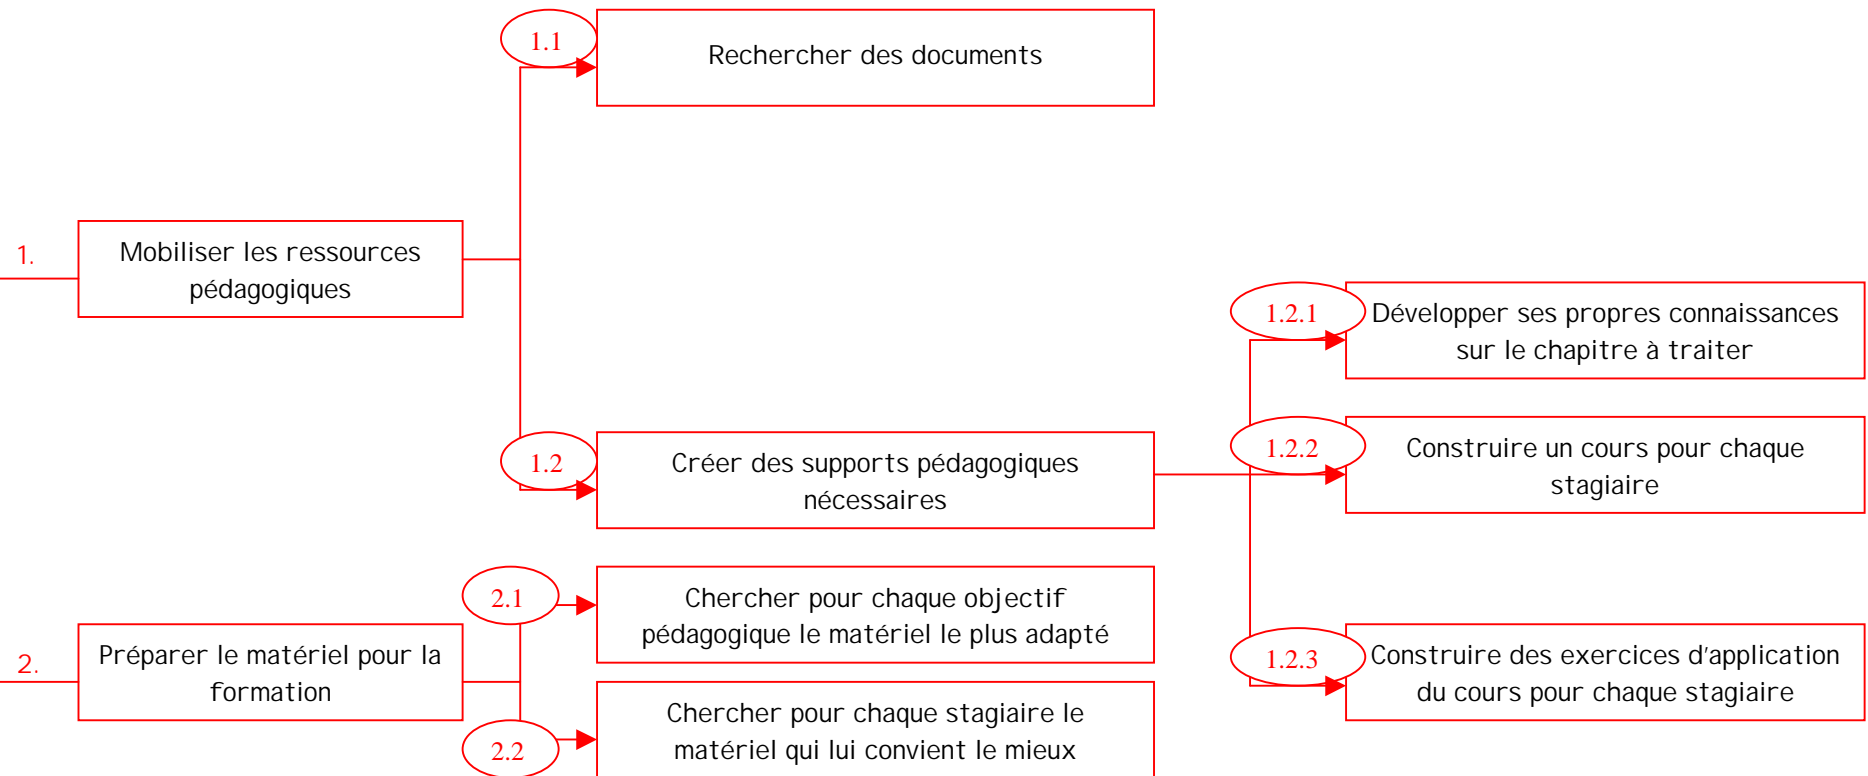 1.1
Rechercher des documents
1.
Mobiliser les ressources
pédagogiques
1.2
Créer des supports pédagogiques
nécessaires
1.2.1
Développer ses propres connaissances
sur le chapitre à traiter
1.2.2
Construire un cours pour chaque
stagiaire
1.2.3
Construire des exercices d'application
du cours pour chaque stagiaire
2.
Préparer le matériel pour la
formation
2.1
Chercher pour chaque objectif
pédagogique le matériel le plus adapté
2.2
Chercher pour chaque stagiaire le
matériel qui lui convient le mieux